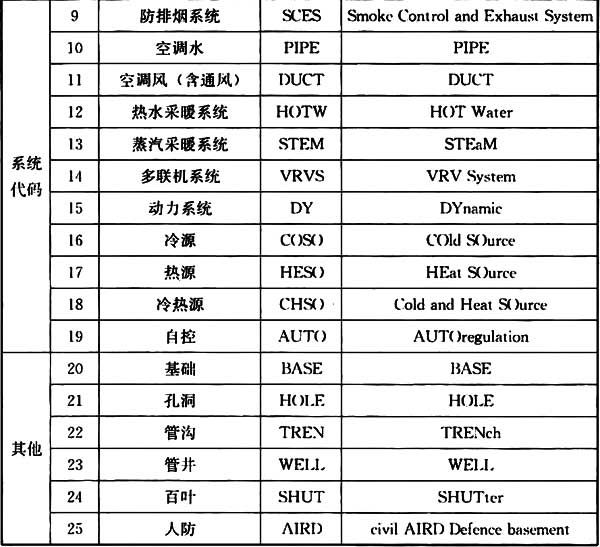 系统
代码
9 防排烟系统 SCES Smoke Control and Exhaust System
10 空调水 PIPE PIPE
11 空调风（含通风） DUCT DUCT
12 热水采暖系统 HOTW HOT Water
13 蒸汽采暖系统 STEM STEaM
14 多联机系统 VRVS VRV System
15 动力系统 DY DYnamic
16 冷源 COSO COld SOurce
17 热源 HESO HEat SOurce
18 冷热源 CHSO Cold and Heat SOurce
19 自控 AUTO AUTOregulation
其他
20 基础 BASE BASE
21 孔洞 HOLE HOLE
22 管沟 TREN TRENch
23 管井 WELL WELL
24 百叶 SHUT SHUTter
25 人防 AIRD civil AIRD Defence basement